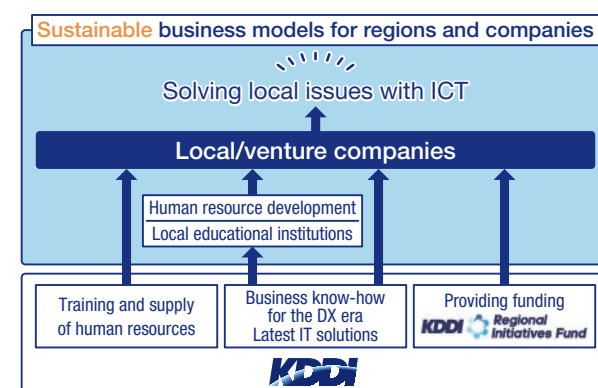 Sustainable business models for regions and companies
Solving local issues with ICT
Local/venture companies
Human resource development
Local educational institutions
Training and supply
of human resources
Business know-how
for the DX era
Latest IT solutions
Providing funding
KDDI Regional
Initiatives Fund
KDDI